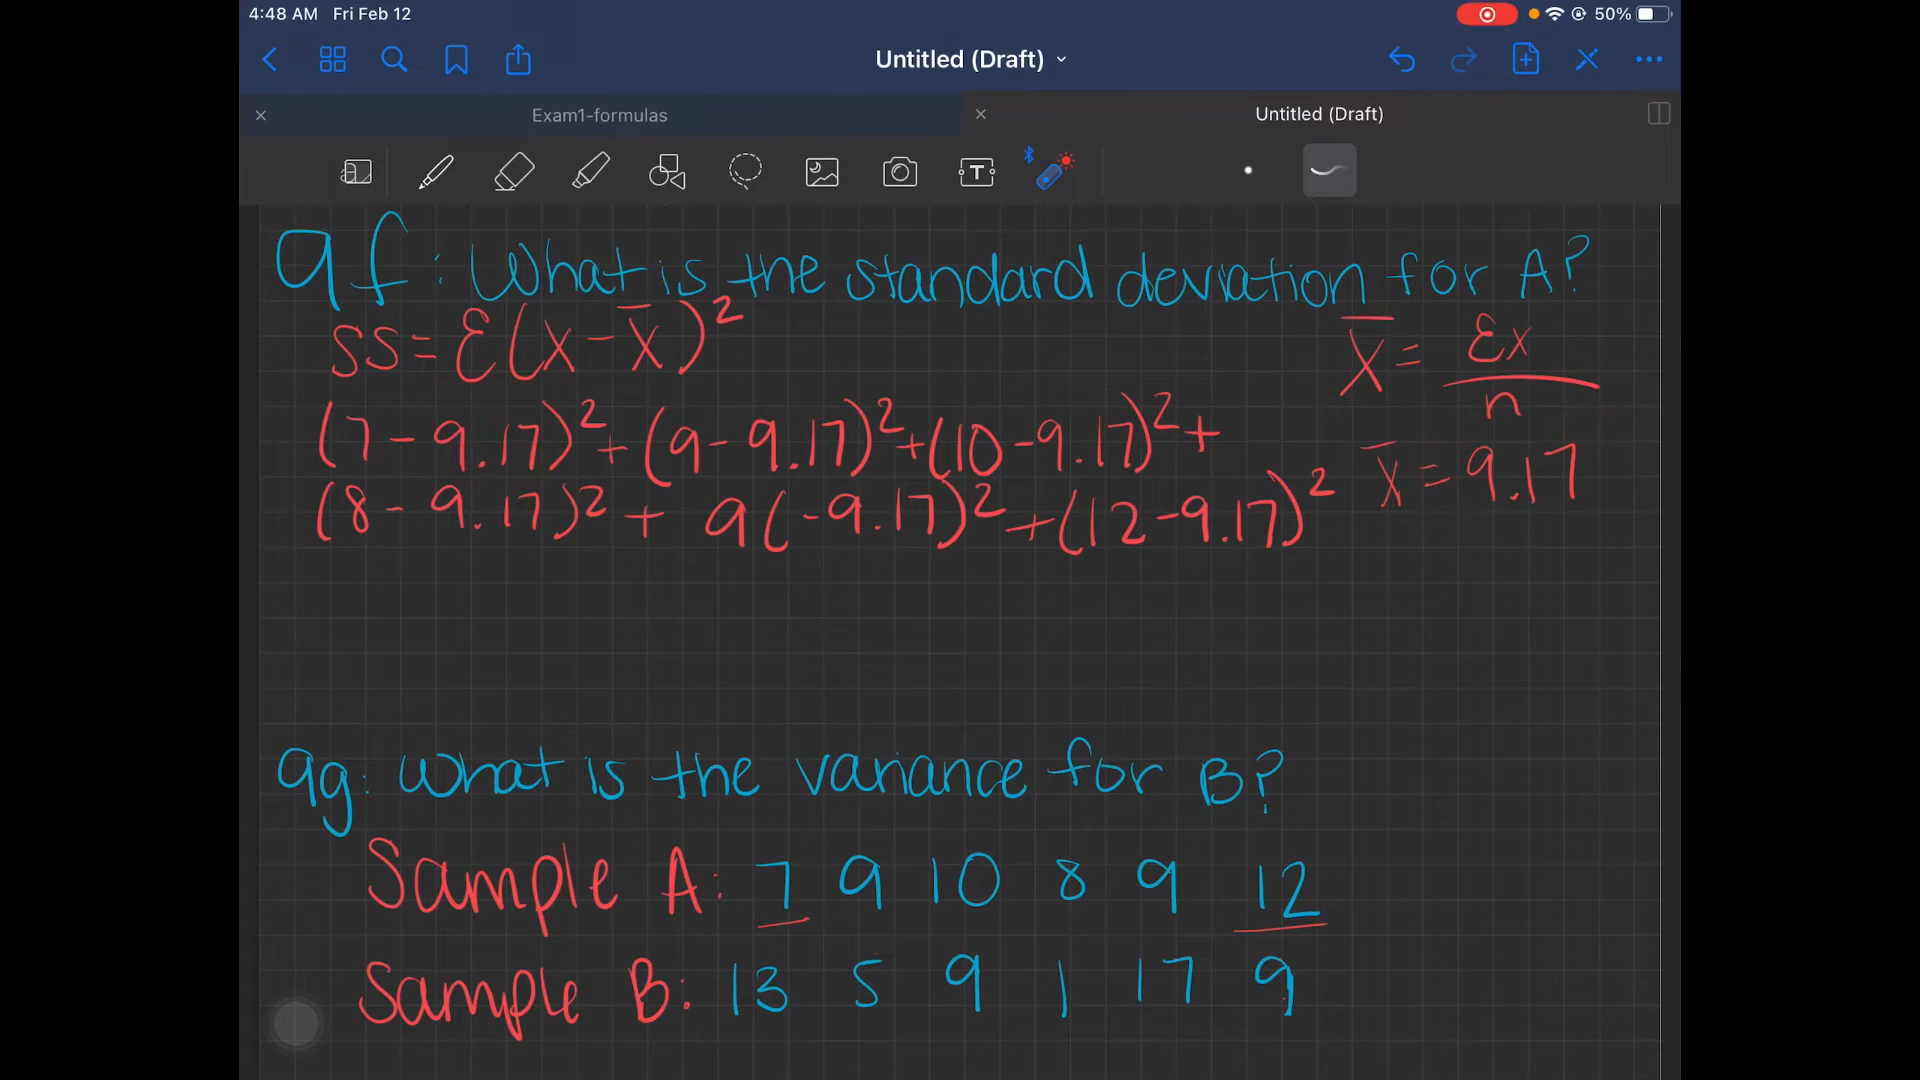 4:48 AM Fri Feb 12 50%
Untitled (Draft)
Exam1-formulas Untitled (Draft)
T
9f: What is the standard deviation for A?
SS = Σ(X - X̄)²
X̄ = Σx / n
(7 - 9.17)² + (9 - 9.17)² + (10 - 9.17)² +
X̄ = 9.17
(8 - 9.17)² + 9(-9.17)² + (12 - 9.17)²
9g: What is the variance for B?
Sample A: 7 9 10 8 9 12
Sample B: 13 5 9 1 17 9